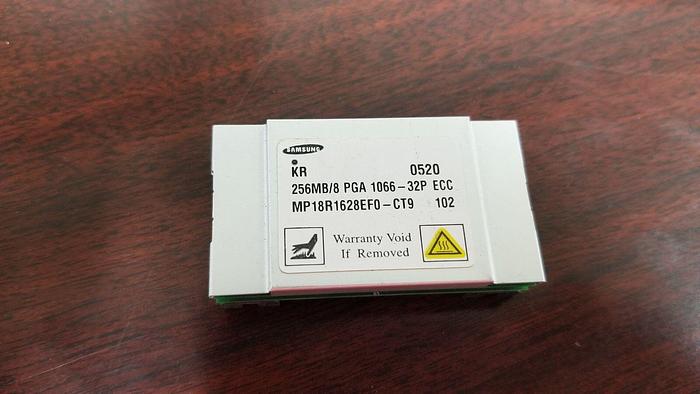 SAMSUNG
KR 0520
256MB/8 PGA 1066-32P ECC
MP18R1628EF0-CT9 102
Warranty Void
If Removed